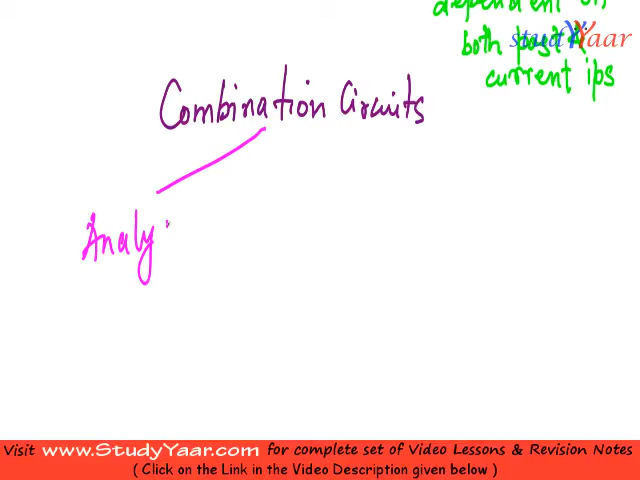 dependent on
studYYaar
both past &
current ips
Combination Circuits
Analy
Visit www.StudyYaar.com for complete set of Video Lessons & Revision Notes
( Click on the Link in the Video Description given below )